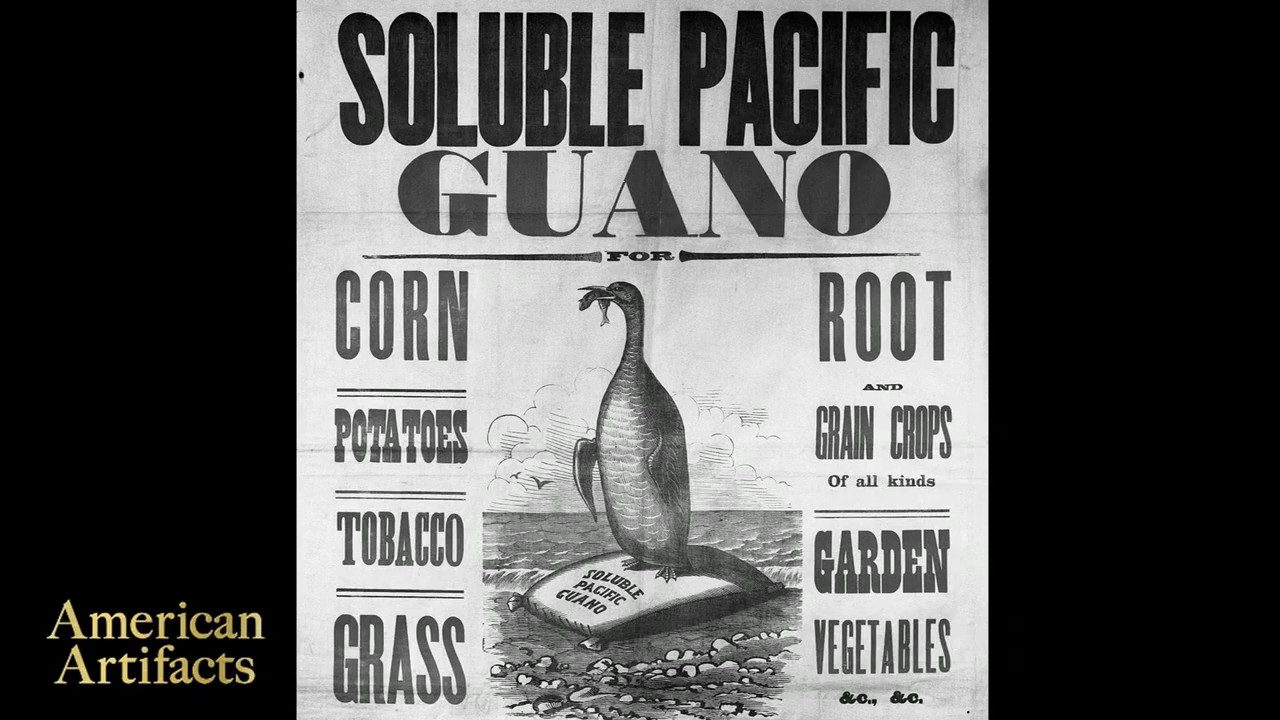 SOLUBLE PACIFIC
GUANO
FOR
CORN
POTATOES
TOBACCO
GRASS
SOLUBLE
PACIFIC
GUANO
ROOT
AND
GRAIN CROPS
Of all kinds
GARDEN
VEGETABLES
&c., &c.
American
Artifacts